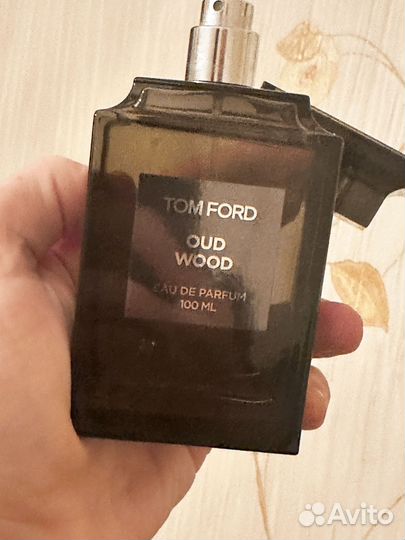 TOM FORD
OUD
WOOD
EAU DE PARFUM
100 ML
Avito